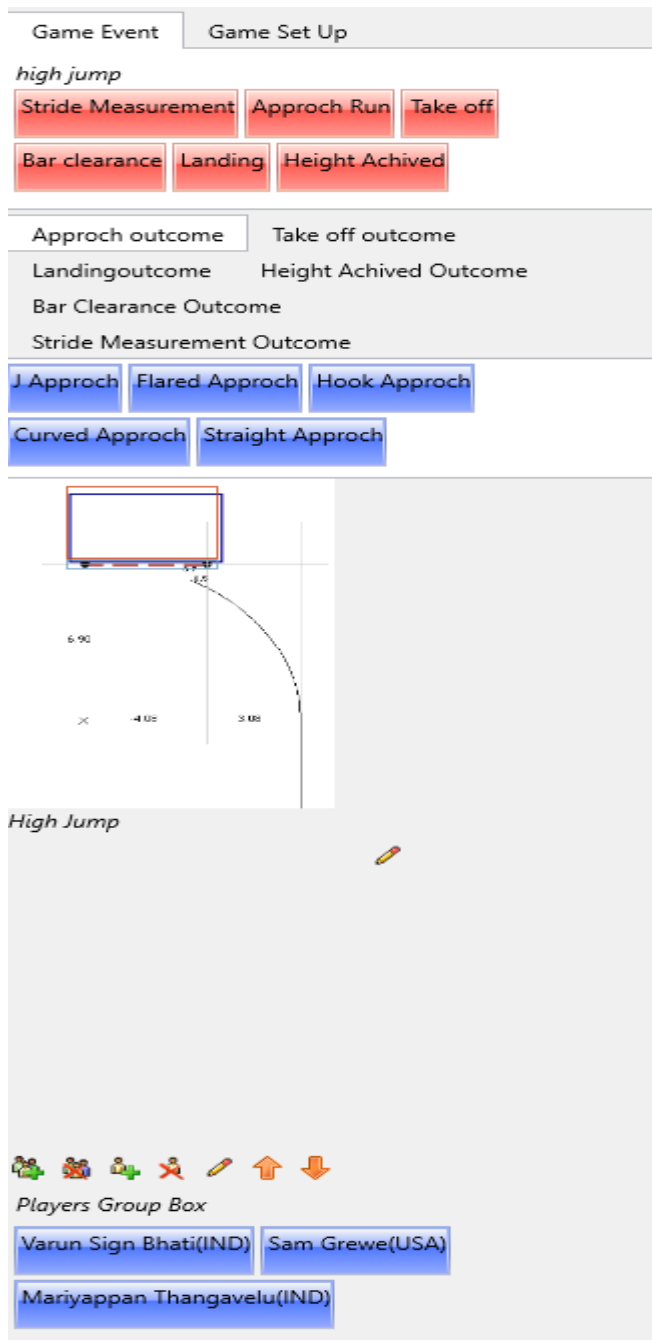 Game Event Game Set Up
high jump
Stride Measurement Approch Run Take off
Bar clearance Landing Height Achived
Approch outcome Take off outcome
Landingoutcome Height Achived Outcome
Bar Clearance Outcome
Stride Measurement Outcome
J Approch Flared Approch Hook Approch
Curved Approch Straight Approch
6.90
-4.08 3.08
High Jump
Players Group Box
Varun Sign Bhati(IND) Sam Grewe(USA)
Mariyappan Thangavelu(IND)